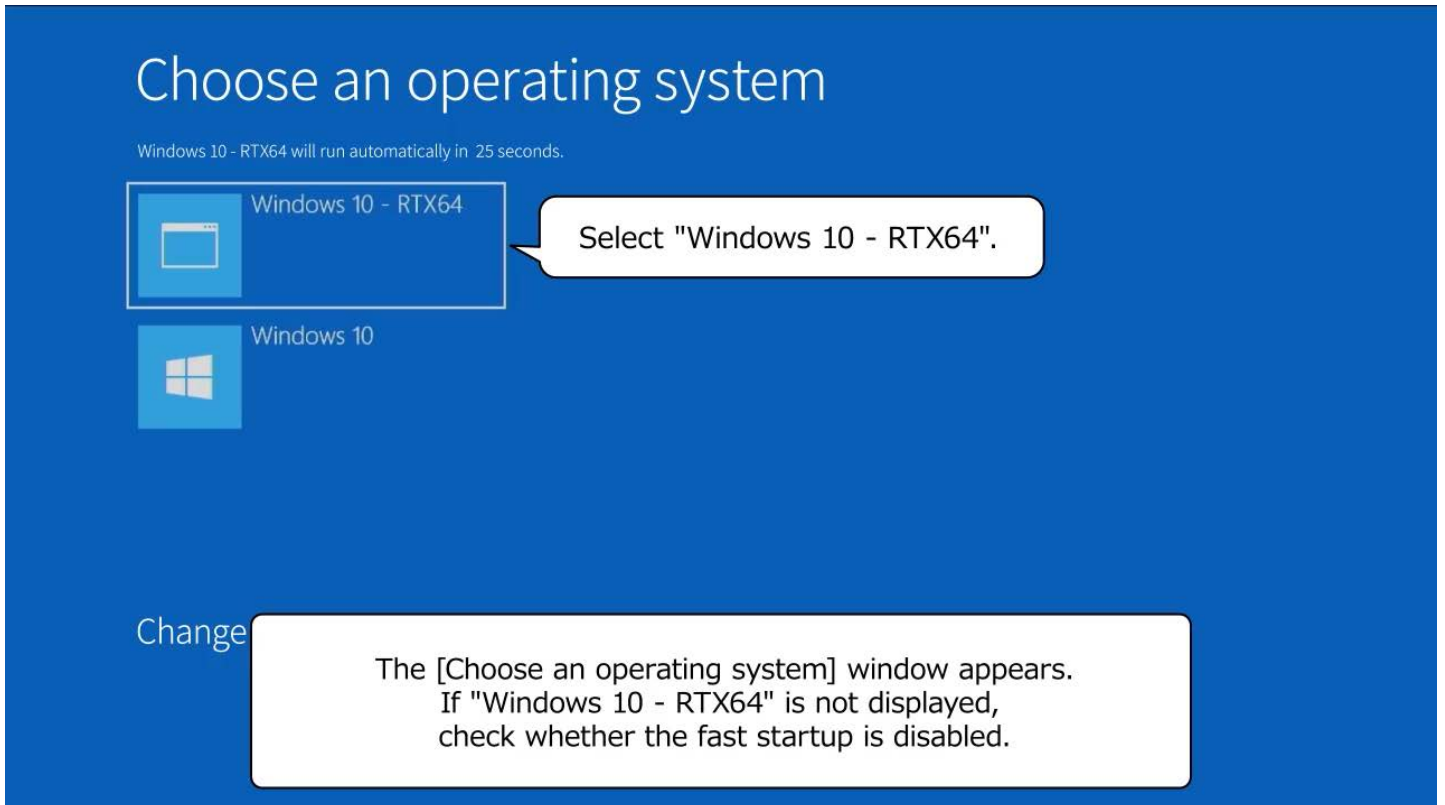 Choose an operating system
Windows 10 - RTX64 will run automatically in 25 seconds.
Windows 10 - RTX64
Select "Windows 10 - RTX64".
Windows 10
Change
The [Choose an operating system] window appears.
If "Windows 10 - RTX64" is not displayed,
check whether the fast startup is disabled.